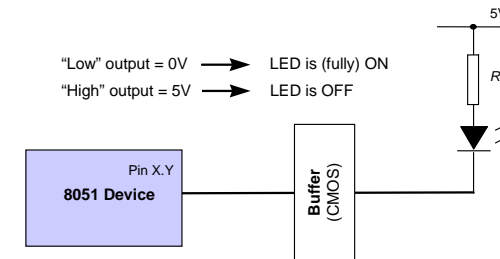 5V
“Low” output = 0V LED is (fully) ON
“High” output = 5V LED is OFF
R
Pin X.Y
8051 Device
Buffer
(CMOS)